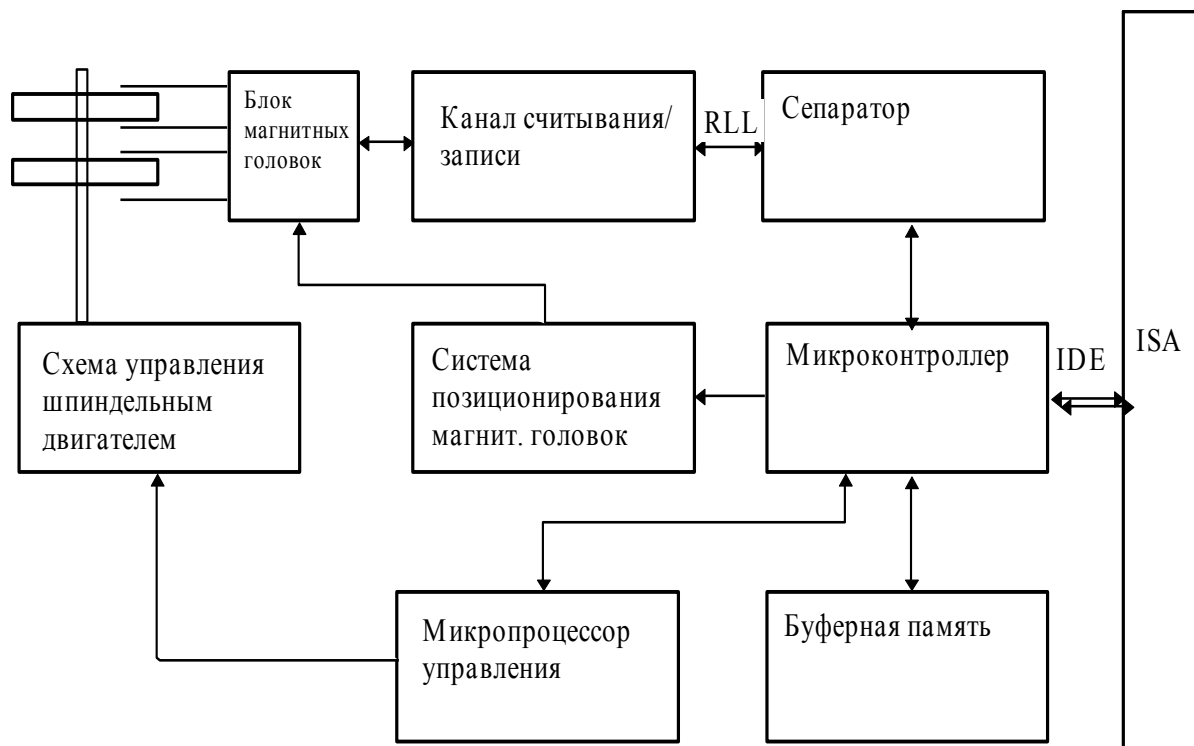 Блок
магнитных
головок
Канал считывания/
записи
RLL
Сепаратор
Схема управления
шпиндельным
двигателем
Система
позиционирования
магнит. головок
Микроконтроллер
IDE
ISA
Микропроцессор
управления
Буферная память